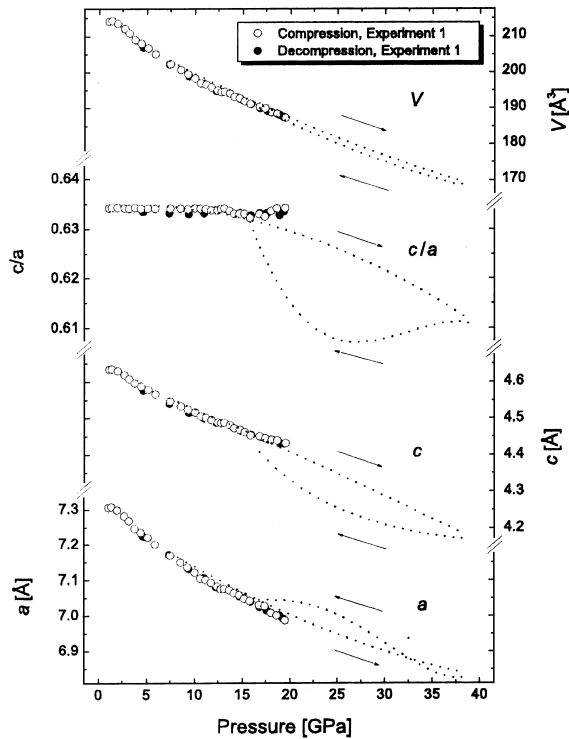 Compression, Experiment 1
Decompression, Experiment 1
V
V [Å³]
210
200
190
180
170
0.64
0.63
0.62
0.61
c/a
c/a
4.6
4.5
4.4
4.3
4.2
c [Å]
c
7.3
7.2
7.1
7.0
6.9
a [Å]
a
0 5 10 15 20 25 30 35 40
Pressure [GPa]